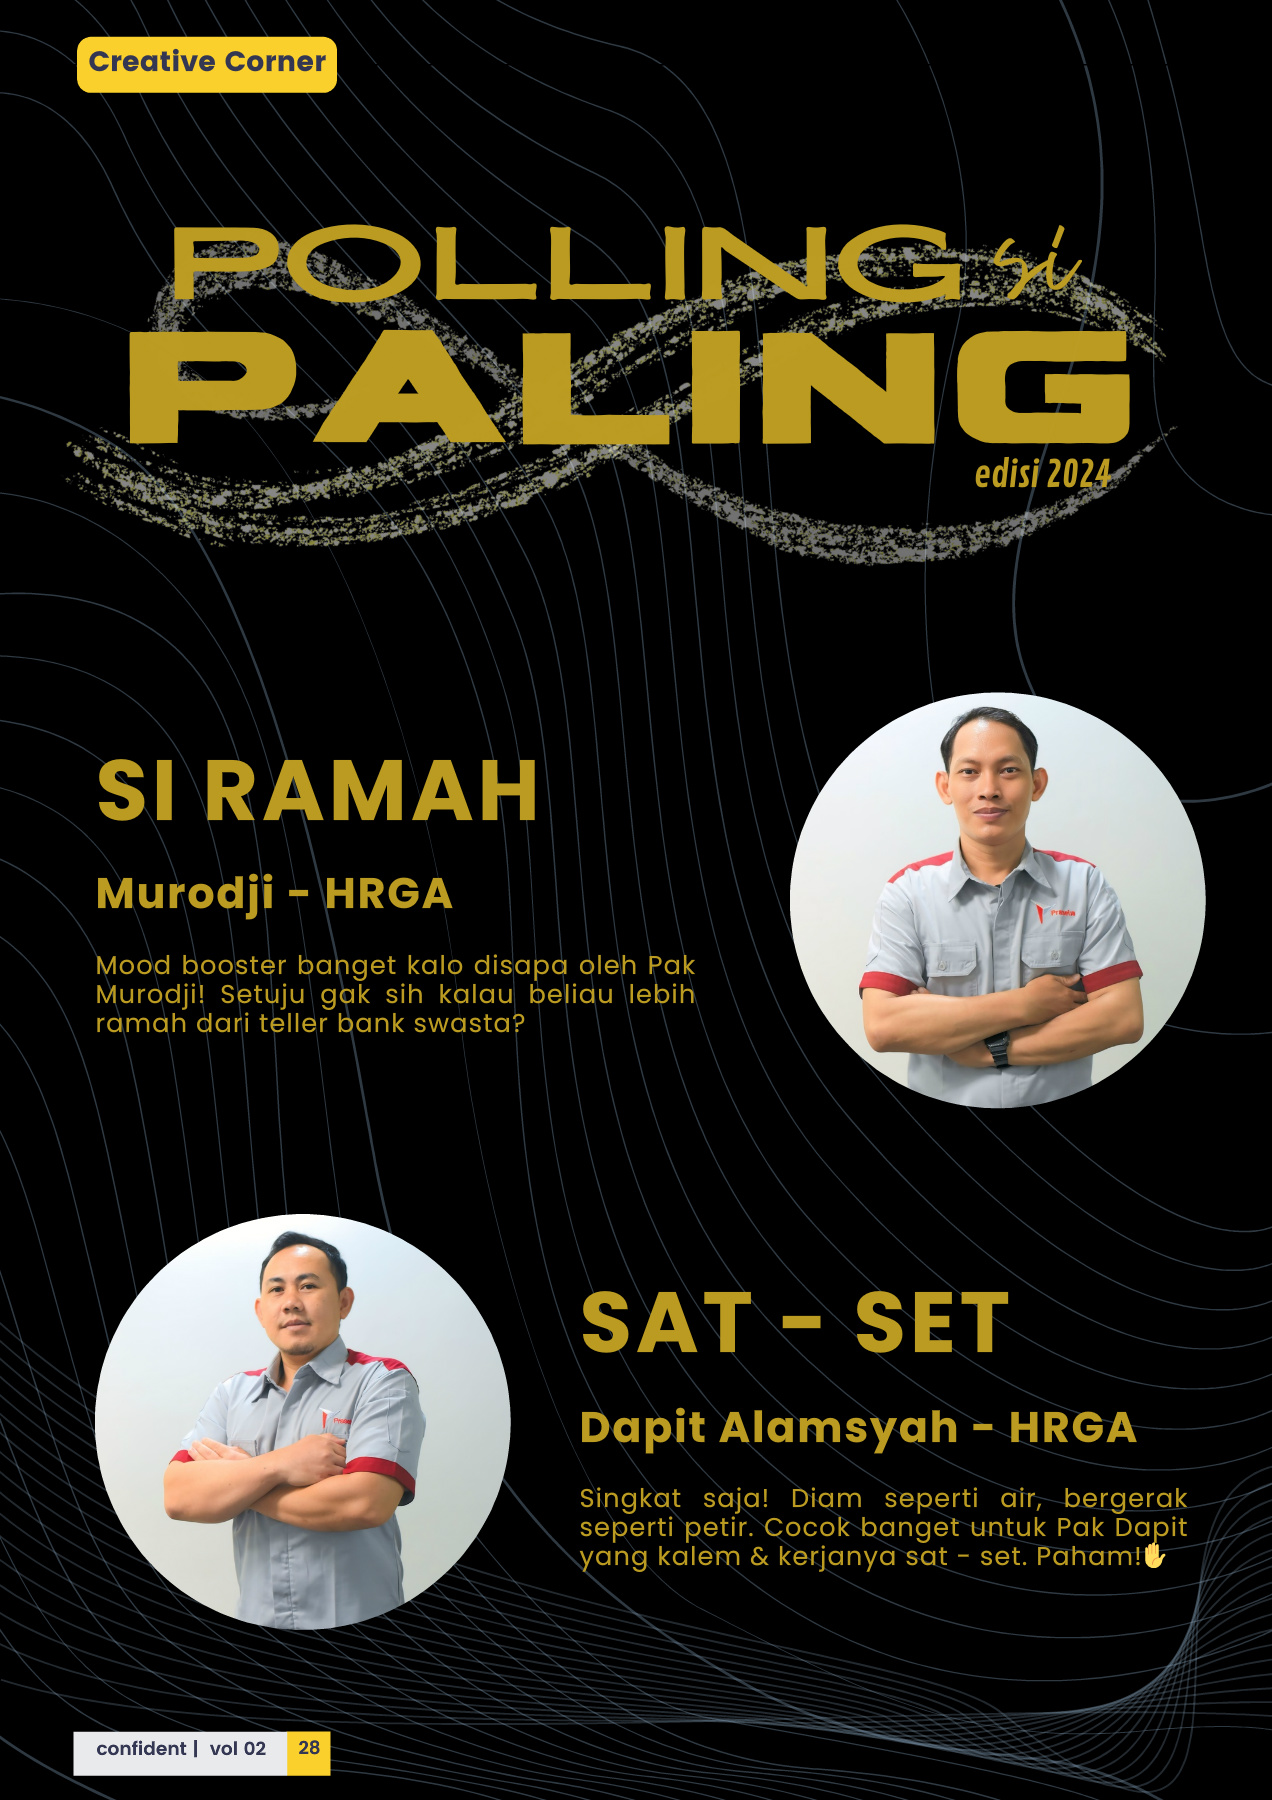 Creative Corner
POLLING si
PALING
edisi 2024
SI RAMAH
Murodji - HRGA
Mood booster banget kalo disapa oleh Pak
Murodji! Setuju gak sih kalau beliau lebih
ramah dari teller bank swasta?
SAT - SET
Dapit Alamsyah - HRGA
Singkat saja! Diam seperti air, bergerak
seperti petir. Cocok banget untuk Pak Dapit
yang kalem & kerjanya sat - set. Paham!✋
confident | vol 02 28